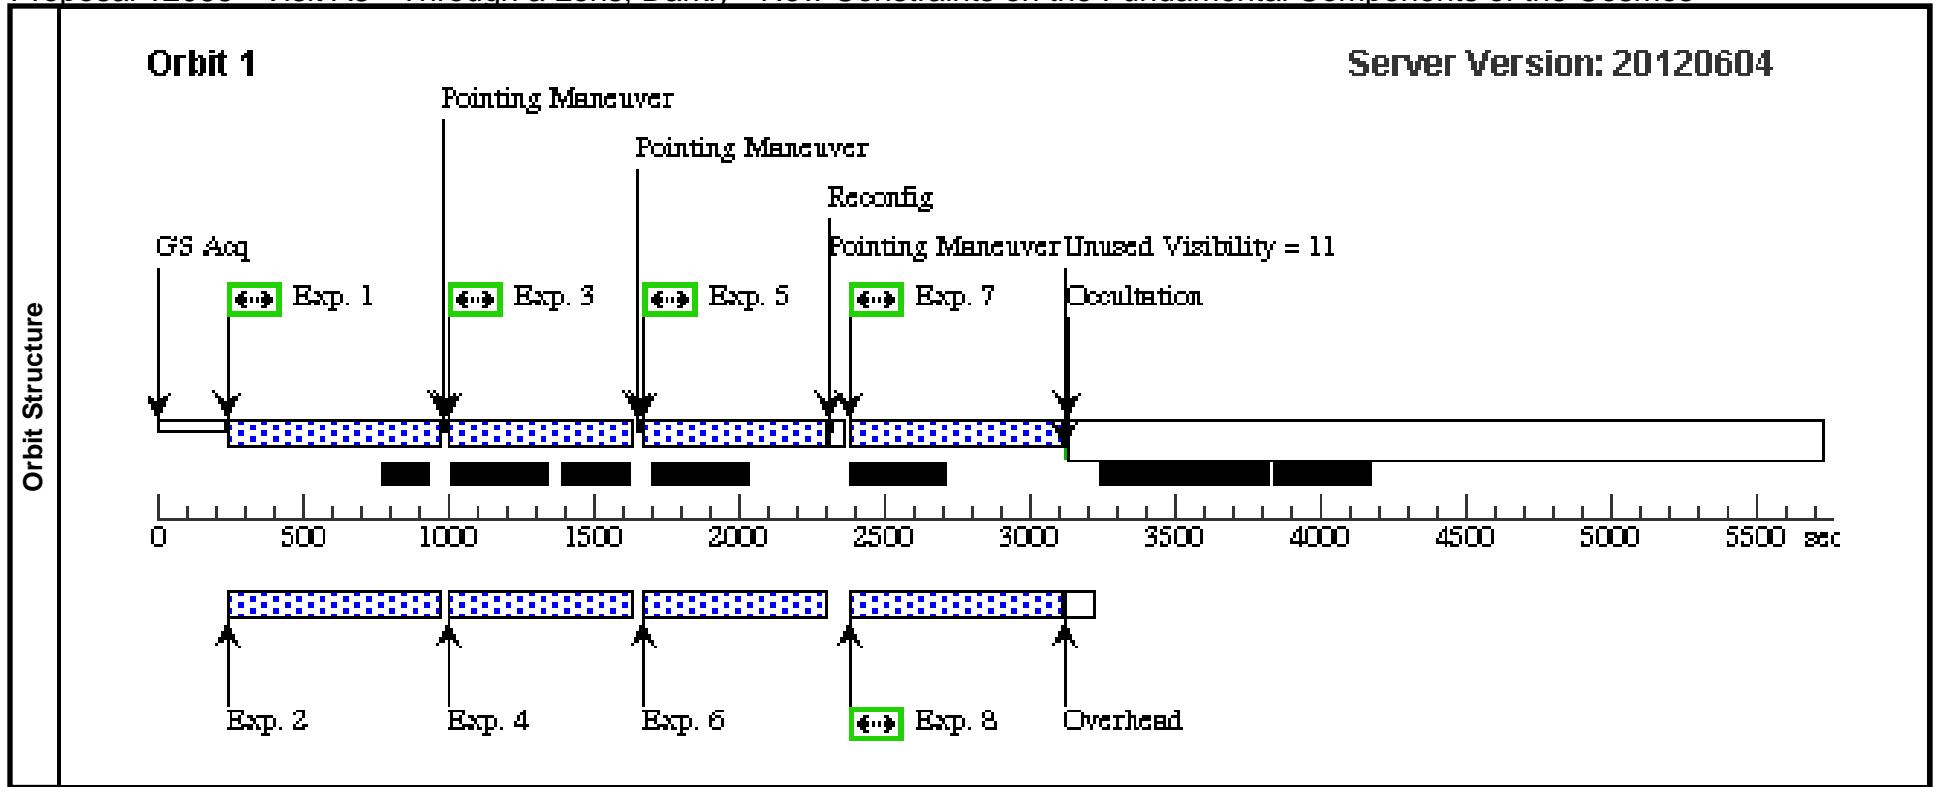 Orbit 1
Server Version: 20120604
Pointing Maneuver
Pointing Maneuver
Reconfig
GS Acq
Pointing Maneuver
Unused Visibility = 11
Exp. 1
Exp. 3
Exp. 5
Exp. 7
Occultation
Orbit Structure
0 500 1000 1500 2000 2500 3000 3500 4000 4500 5000 5500 sec
Exp. 2
Exp. 4
Exp. 6
Exp. 8
Overhead